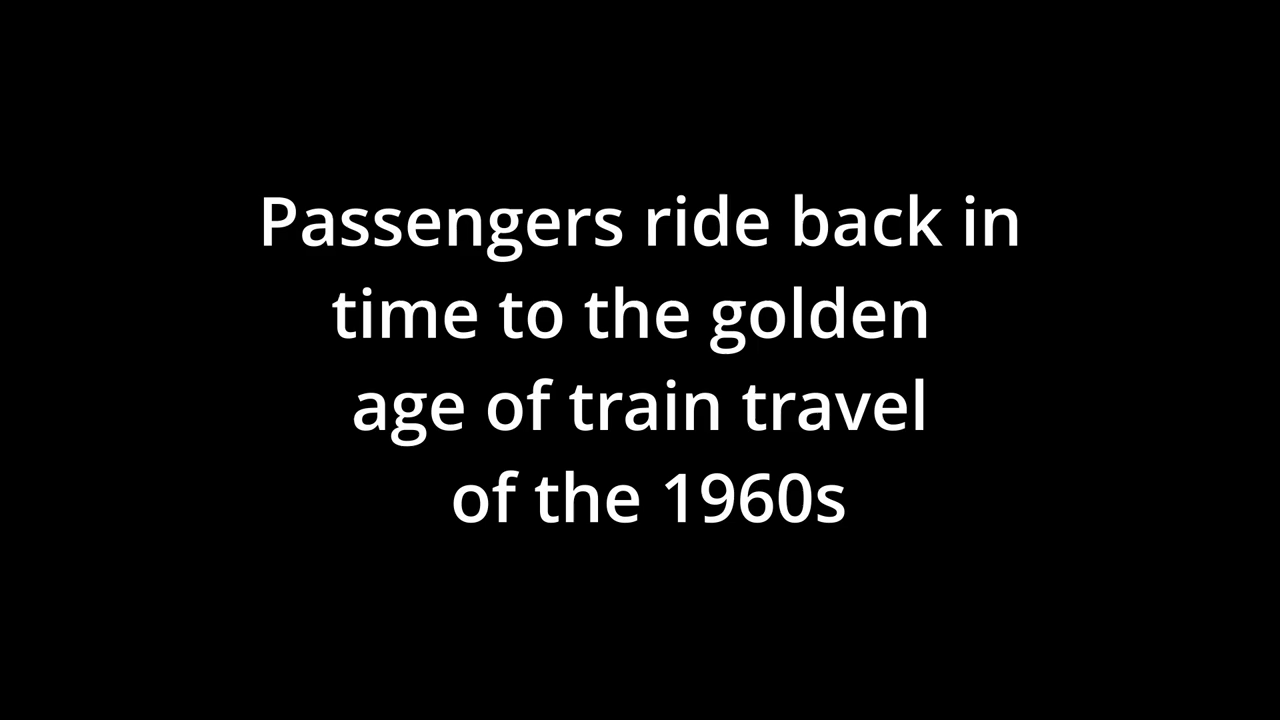 Passengers ride back in
time to the golden
age of train travel
of the 1960s